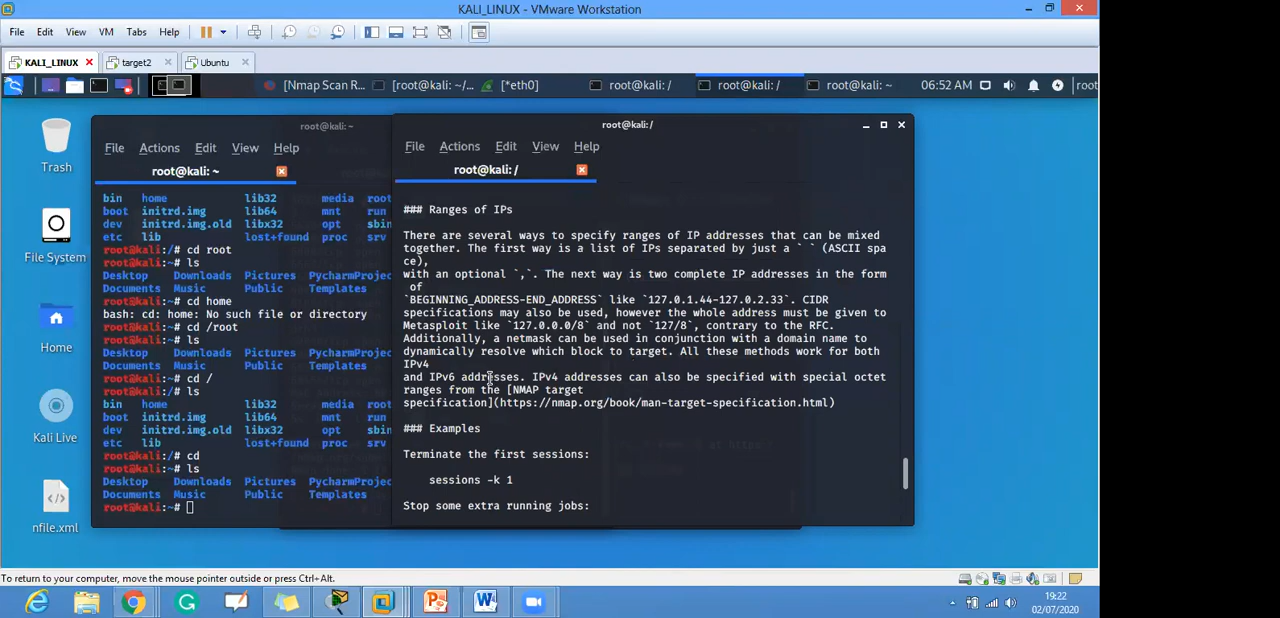 KALI_LINUX - VMware Workstation
File Edit View VM Tabs Help
KALI_LINUX target2 Ubuntu
[Nmap Scan R... [root@kali: ~/... [*eth0] root@kali: / root@kali: / root@kali: ~ 06:52 AM root
Trash
File System
Home
Kali Live
nfile.xml
root@kali: ~
File Actions Edit View Help
root@kali: ~
bin home lib32 media root
boot initrd.img lib64 mnt run
dev initrd.img.old libx32 opt sbin
etc lib lost+found proc srv
root@kali:/# cd root
root@kali:~# ls
Desktop Downloads Pictures PycharmProjec
Documents Music Public Templates
root@kali:~# cd home
bash: cd: home: No such file or directory
root@kali:~# cd /root
root@kali:~# ls
Desktop Downloads Pictures PycharmProjec
Documents Music Public Templates
root@kali:~# cd /
root@kali:/# ls
bin home lib32 media root
boot initrd.img lib64 mnt run
dev initrd.img.old libx32 opt sbin
etc lib lost+found proc srv
root@kali:/# cd
root@kali:~# ls
Desktop Downloads Pictures PycharmProjec
Documents Music Public Templates
root@kali:~#
root@kali:/
File Actions Edit View Help
root@kali: /
### Ranges of IPs
There are several ways to specify ranges of IP addresses that can be mixed
together. The first way is a list of IPs separated by just a ` ` (ASCII spa
ce),
with an optional `,`. The next way is two complete IP addresses in the form
of
`BEGINNING_ADDRESS-END_ADDRESS` like `127.0.1.44-127.0.2.33`. CIDR
specifications may also be used, however the whole address must be given to
Metasploit like `127.0.0.0/8` and not `127/8`, contrary to the RFC.
Additionally, a netmask can be used in conjunction with a domain name to
dynamically resolve which block to target. All these methods work for both
IPv4
and IPv6 addresses. IPv4 addresses can also be specified with special octet
ranges from the [NMAP target
specification](https://nmap.org/book/man-target-specification.html)
### Examples
Terminate the first sessions:
sessions -k 1
Stop some extra running jobs:
To return to your computer, move the mouse pointer outside or press Ctrl+Alt.
19:22
02/07/2020